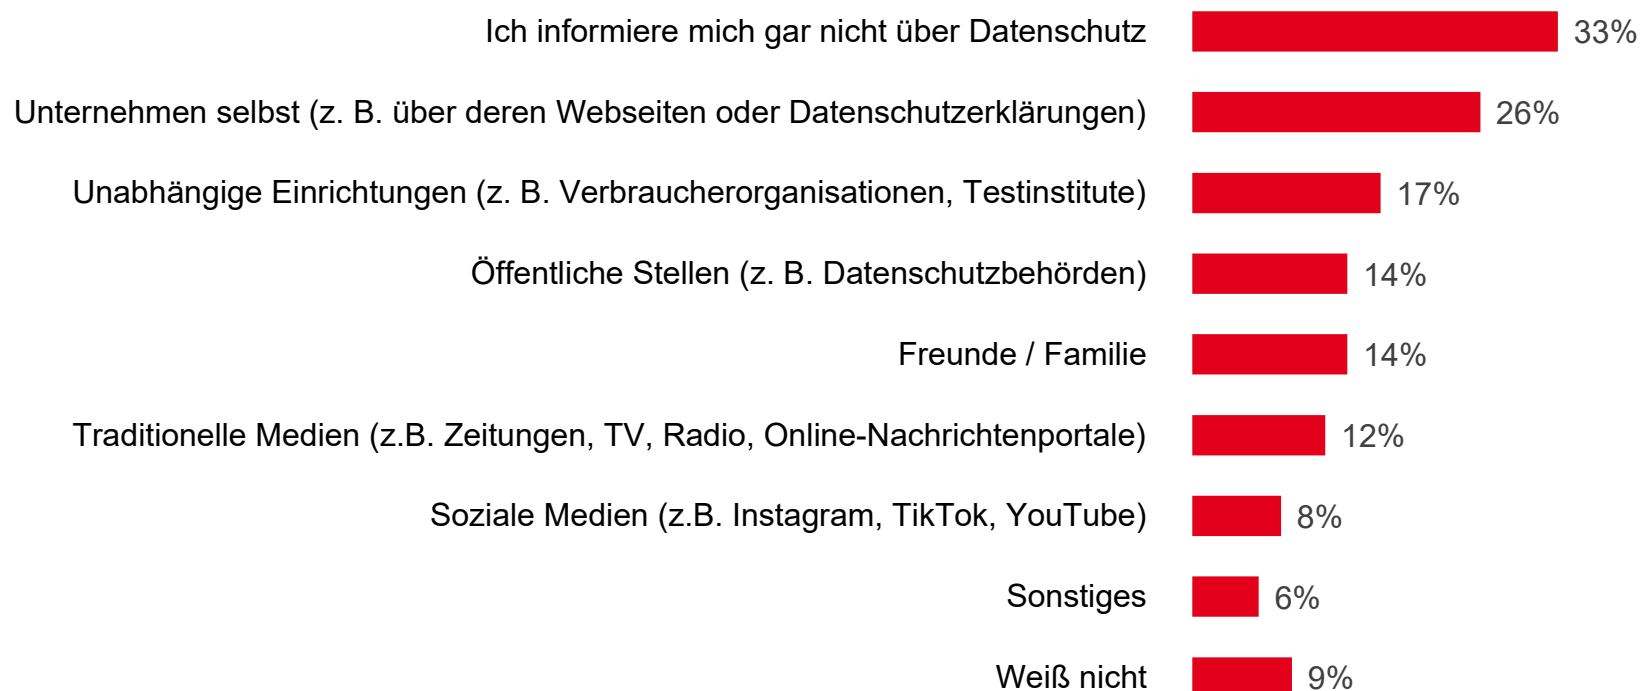 Ich informiere mich gar nicht über Datenschutz 33%
Unternehmen selbst (z. B. über deren Webseiten oder Datenschutzerklärungen) 26%
Unabhängige Einrichtungen (z. B. Verbraucherorganisationen, Testinstitute) 17%
Öffentliche Stellen (z. B. Datenschutzbehörden) 14%
Freunde / Familie 14%
Traditionelle Medien (z.B. Zeitungen, TV, Radio, Online-Nachrichtenportale) 12%
Soziale Medien (z.B. Instagram, TikTok, YouTube) 8%
Sonstiges 6%
Weiß nicht 9%